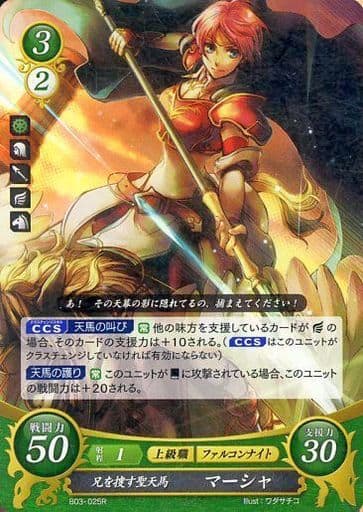 3
2
あ！ その天幕の影に隠れてるの、捕まえてください！
CCS 天馬の叫び 常 他の味方を支援しているカードが
の場合、そのカードの支援力は＋10される。（CCS はこのユニットが
クラスチェンジしていなければ有効にならない）
天馬の護り 常 このユニットが に攻撃されている場合、このユニット
の戦闘力は＋20される。
戦闘力
50
射程 1
上級職
ファルコンナイト
支援力
30
兄を捜す聖天馬 マーシャ
B03-025R
Illust：ワダサチコ